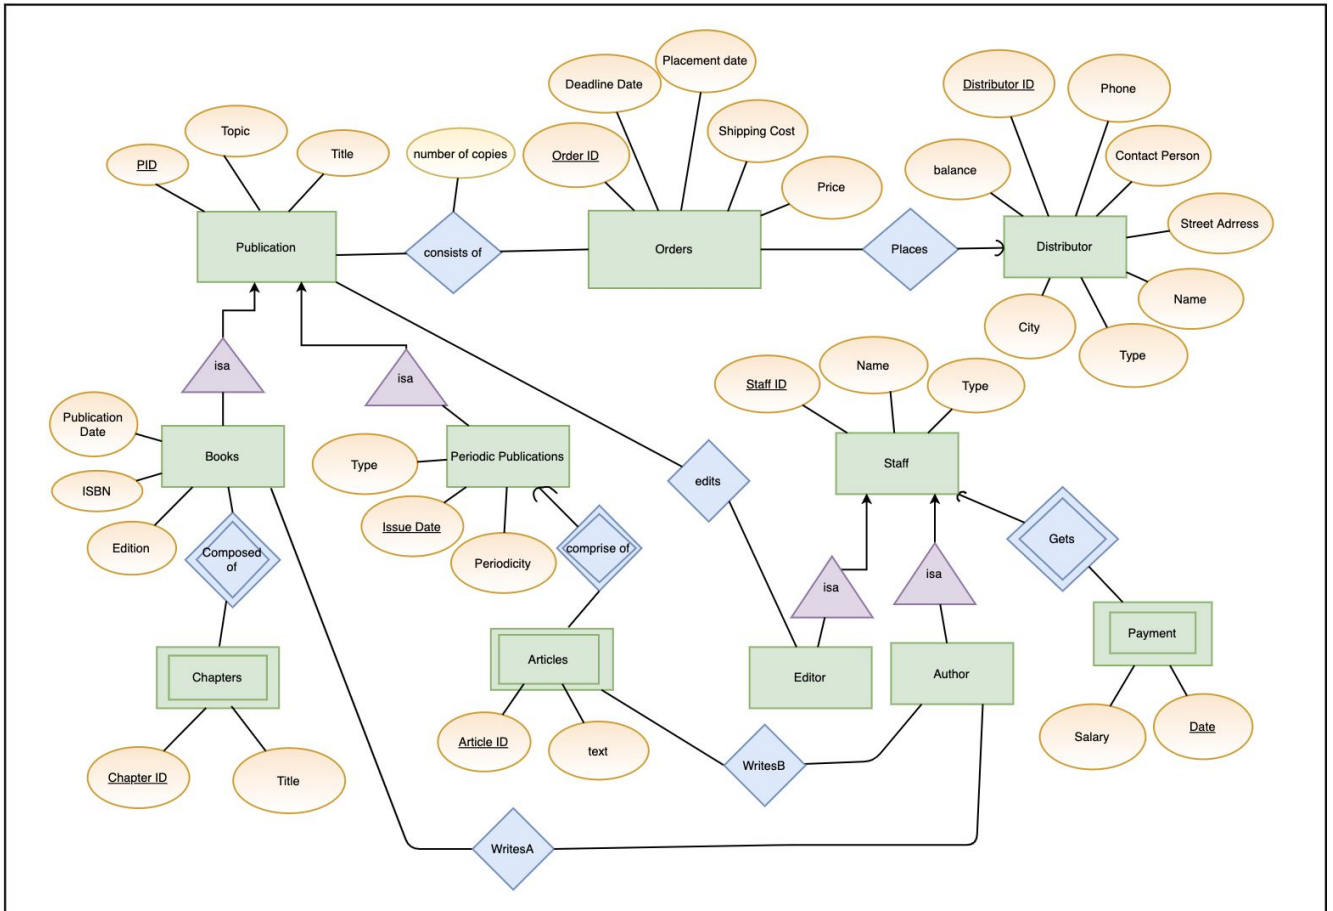 Placement date
Deadline Date
Distributor ID
Phone
Topic
Shipping Cost
Title
number of copies
Order ID
Contact Person
PID
balance
Price
Street Adrress
Publication
consists of
Orders
Places
Distributor
Name
City
Type
isa
isa
Name
Staff ID
Type
Publication
Date
Books
Type
Periodic Publications
Staff
edits
ISBN
Issue Date
Edition
Composed
of
Periodicity
comprise of
Gets
isa
isa
Payment
Chapters
Articles
Editor
Author
Article ID
text
Salary
Date
Chapter ID
Title
WritesB
WritesA